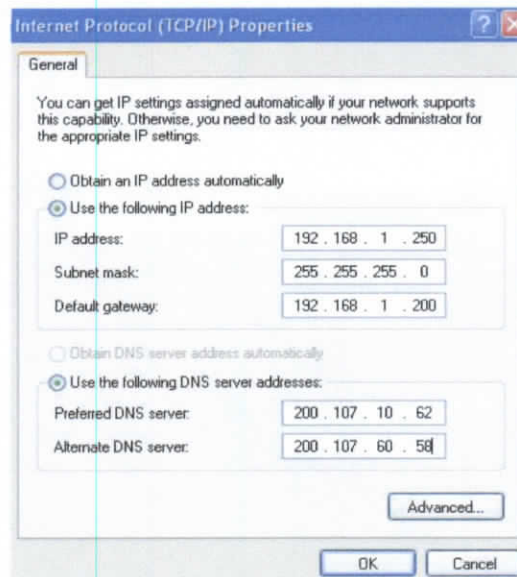 Internet Protocol (TCP/IP) Properties
General
You can get IP settings assigned automatically if your network supports
this capability. Otherwise, you need to ask your network administrator for
the appropriate IP settings.
Obtain an IP address automatically
Use the following IP address:
IP address: 192 . 168 . 1 . 250
Subnet mask: 255 . 255 . 255 . 0
Default gateway: 192 . 168 . 1 . 200
Obtain DNS server address automatically
Use the following DNS server addresses:
Preferred DNS server: 200 . 107 . 10 . 62
Alternate DNS server: 200 . 107 . 60 . 58
Advanced...
OK Cancel